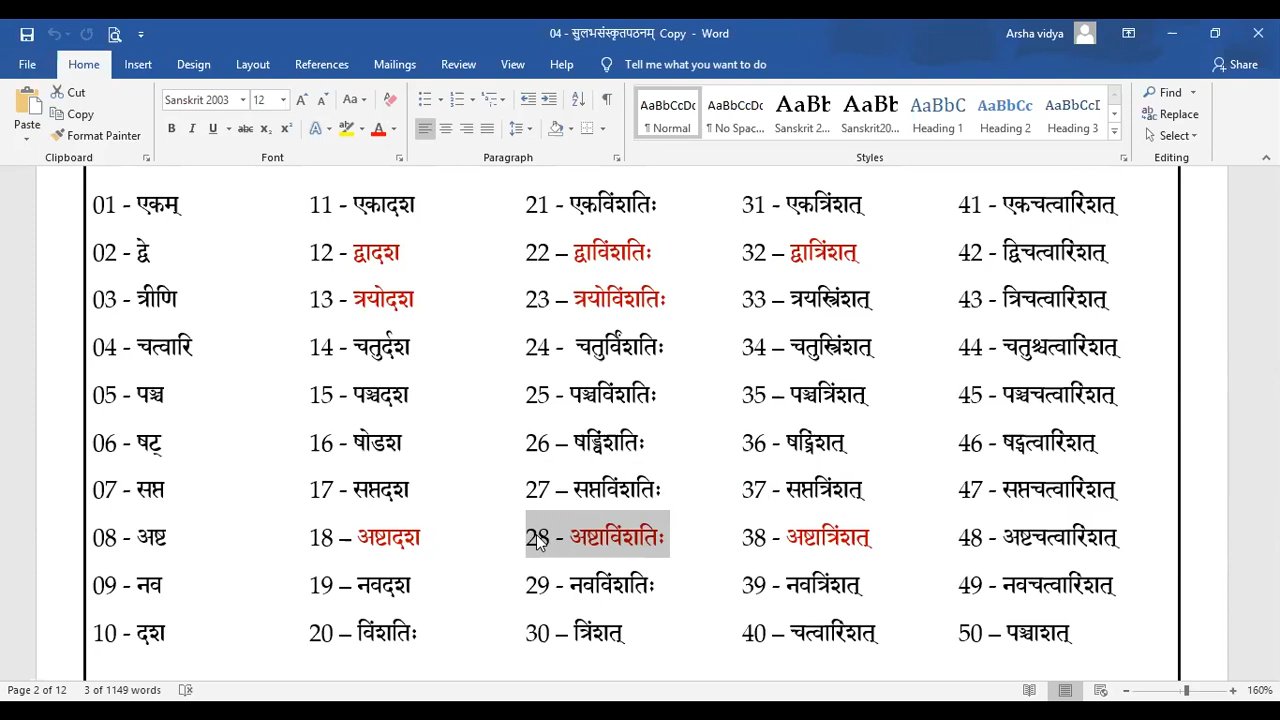 04 - सुलभसंस्कृतपठनम् Copy - Word
Arsha vidya
File Home Insert Design Layout References Mailings Review View Help Tell me what you want to do Share
Paste Cut Copy Format Painter
Sanskrit 2003 12
AaBbCcDc AaBbCcDc AaBb AaBb AaBbC AaBbCc AaBbCcD
¶ Normal ¶ No Spac... Sanskrit 2... Sanskrit20... Heading 1 Heading 2 Heading 3
Find Replace Select
Clipboard Font Paragraph Styles Editing
01 - एकम् 11 - एकादश 21 - एकविंशतिः 31 - एकत्रिंशत् 41 - एकचत्वारिंशत्
02 - द्वे 12 - द्वादश 22 – द्वाविंशतिः 32 – द्वात्रिंशत् 42 - द्विचत्वारिंशत्
03 - त्रीणि 13 - त्रयोदश 23 – त्रयोविंशतिः 33 – त्रयस्त्रिंशत् 43 - त्रिचत्वारिंशत्
04 - चत्वारि 14 - चतुर्दश 24 - चतुर्विंशतिः 34 – चतुस्त्रिंशत् 44 - चतुश्चत्वारिंशत्
05 - पञ्च 15 - पञ्चदश 25 - पञ्चविंशतिः 35 – पञ्चत्रिंशत् 45 - पञ्चचत्वारिंशत्
06 - षट् 16 - षोडश 26 – षड्विंशतिः 36 - षट्त्रिंशत् 46 - षट्चत्वारिंशत्
07 - सप्त 17 - सप्तदश 27 – सप्तविंशतिः 37 - सप्तत्रिंशत् 47 - सप्तचत्वारिंशत्
08 - अष्ट 18 – अष्टादश 28 - अष्टाविंशतिः 38 - अष्टात्रिंशत् 48 - अष्टचत्वारिंशत्
09 - नव 19 – नवदश 29 - नवविंशतिः 39 - नवत्रिंशत् 49 - नवचत्वारिंशत्
10 - दश 20 – विंशतिः 30 – त्रिंशत् 40 – चत्वारिंशत् 50 – पञ्चाशत्
Page 2 of 12 3 of 1149 words 160%